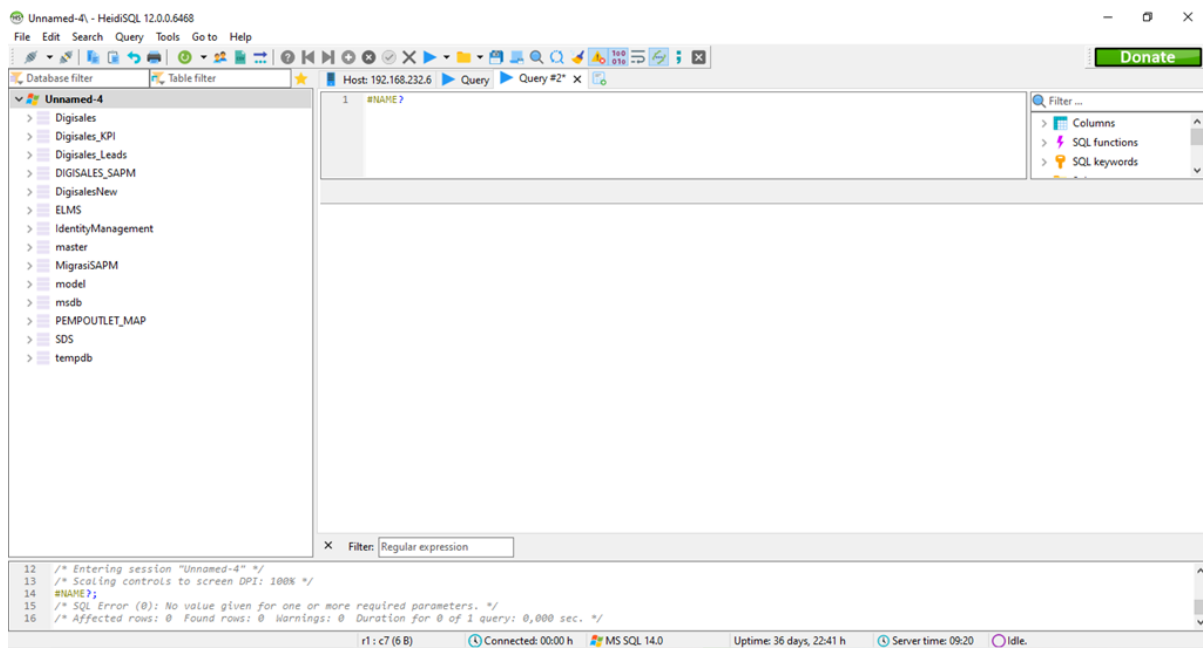 Unnamed-4\ - HeidiSQL 12.0.0.6468
File Edit Search Query Tools Go to Help
Donate
Database filter
Table filter
Host: 192.168.232.6
Query
Query #2*
Unnamed-4
Digisales
Digisales_KPI
Digisales_Leads
DIGISALES_SAPM
DigisalesNew
ELMS
IdentityManagement
master
MigrasiSAPM
model
msdb
PEMPOUTLET_MAP
SDS
tempdb
1 #NAME?
Filter ...
Columns
SQL functions
SQL keywords
Filter: Regular expression
12 /* Entering session "Unnamed-4" */
13 /* Scaling controls to screen DPI: 100% */
14 #NAME?;
15 /* SQL Error (0): No value given for one or more required parameters. */
16 /* Affected rows: 0 Found rows: 0 Warnings: 0 Duration for 0 of 1 query: 0,000 sec. */
r1 : c7 (6 B) Connected: 00:00 h MS SQL 14.0 Uptime: 36 days, 22:41 h Server time: 09:20 Idle.